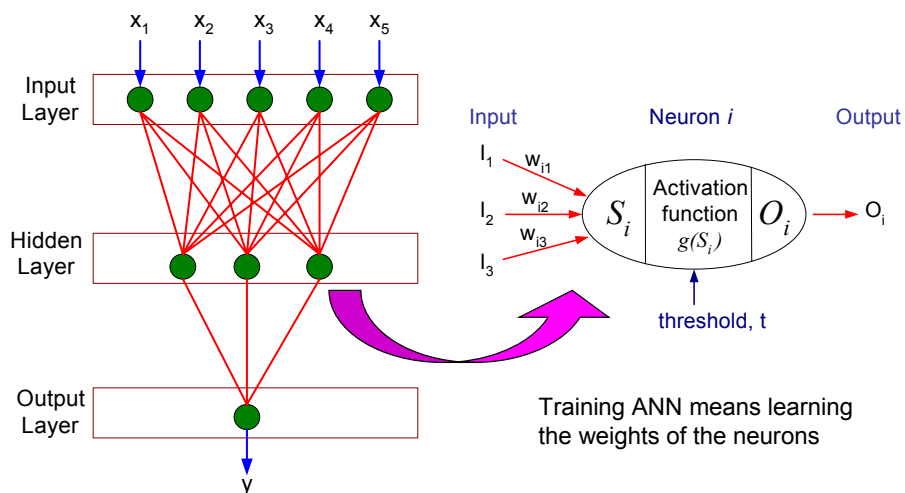 x1 x2 x3 x4 x5
Input
Layer
Hidden
Layer
Output
Layer
y
Input Neuron i Output
I1 wi1
I2 wi2
I3 wi3
Si
Activation
function
g(Si)
Oi
Oi
threshold, t
Training ANN means learning
the weights of the neurons